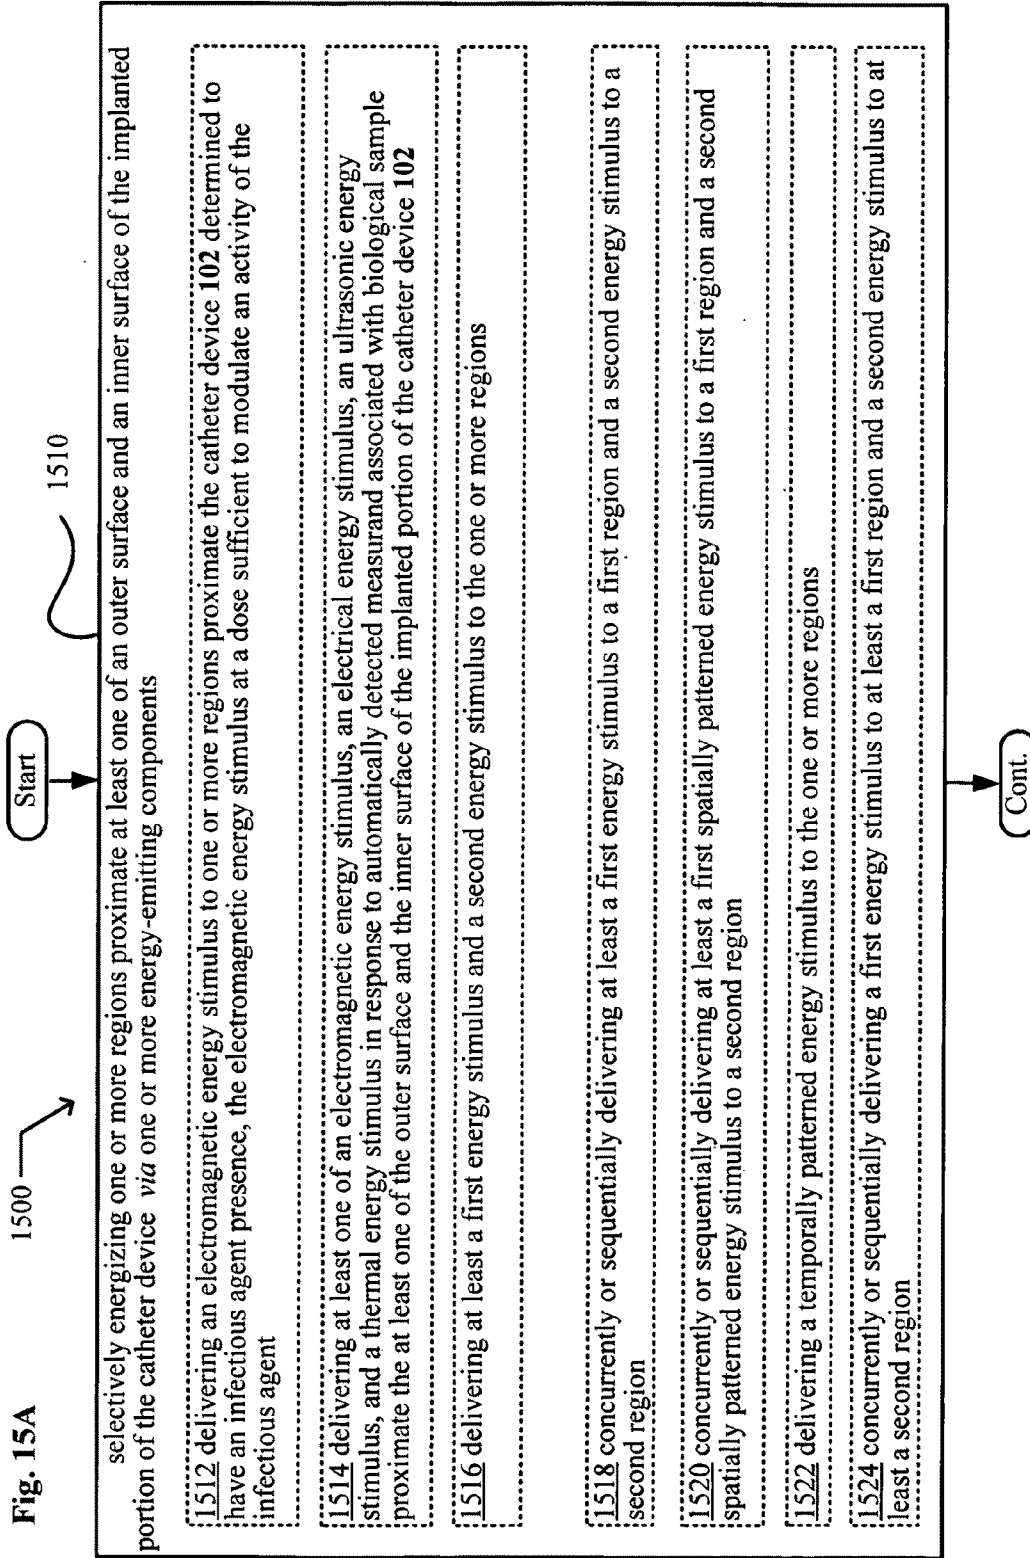 Fig. 15A
1500
Start
1510
selectively energizing one or more regions proximate at least one of an outer surface and an inner surface of the implanted
portion of the catheter device via one or more energy-emitting components
1512 delivering an electromagnetic energy stimulus to one or more regions proximate the catheter device 102 determined to
have an infectious agent presence, the electromagnetic energy stimulus at a dose sufficient to modulate an activity of the
infectious agent
1514 delivering at least one of an electromagnetic energy stimulus, an electrical energy stimulus, an ultrasonic energy
stimulus, and a thermal energy stimulus in response to automatically detected measurand associated with biological sample
proximate the at least one of the outer surface and the inner surface of the implanted portion of the catheter device 102
1516 delivering at least a first energy stimulus and a second energy stimulus to the one or more regions
1518 concurrently or sequentially delivering at least a first energy stimulus to a first region and a second energy stimulus to a
second region
1520 concurrently or sequentially delivering at least a first spatially patterned energy stimulus to a first region and a second
spatially patterned energy stimulus to a second region
1522 delivering a temporally patterned energy stimulus to the one or more regions
1524 concurrently or sequentially delivering a first energy stimulus to at least a first region and a second energy stimulus to at
least a second region
Cont.